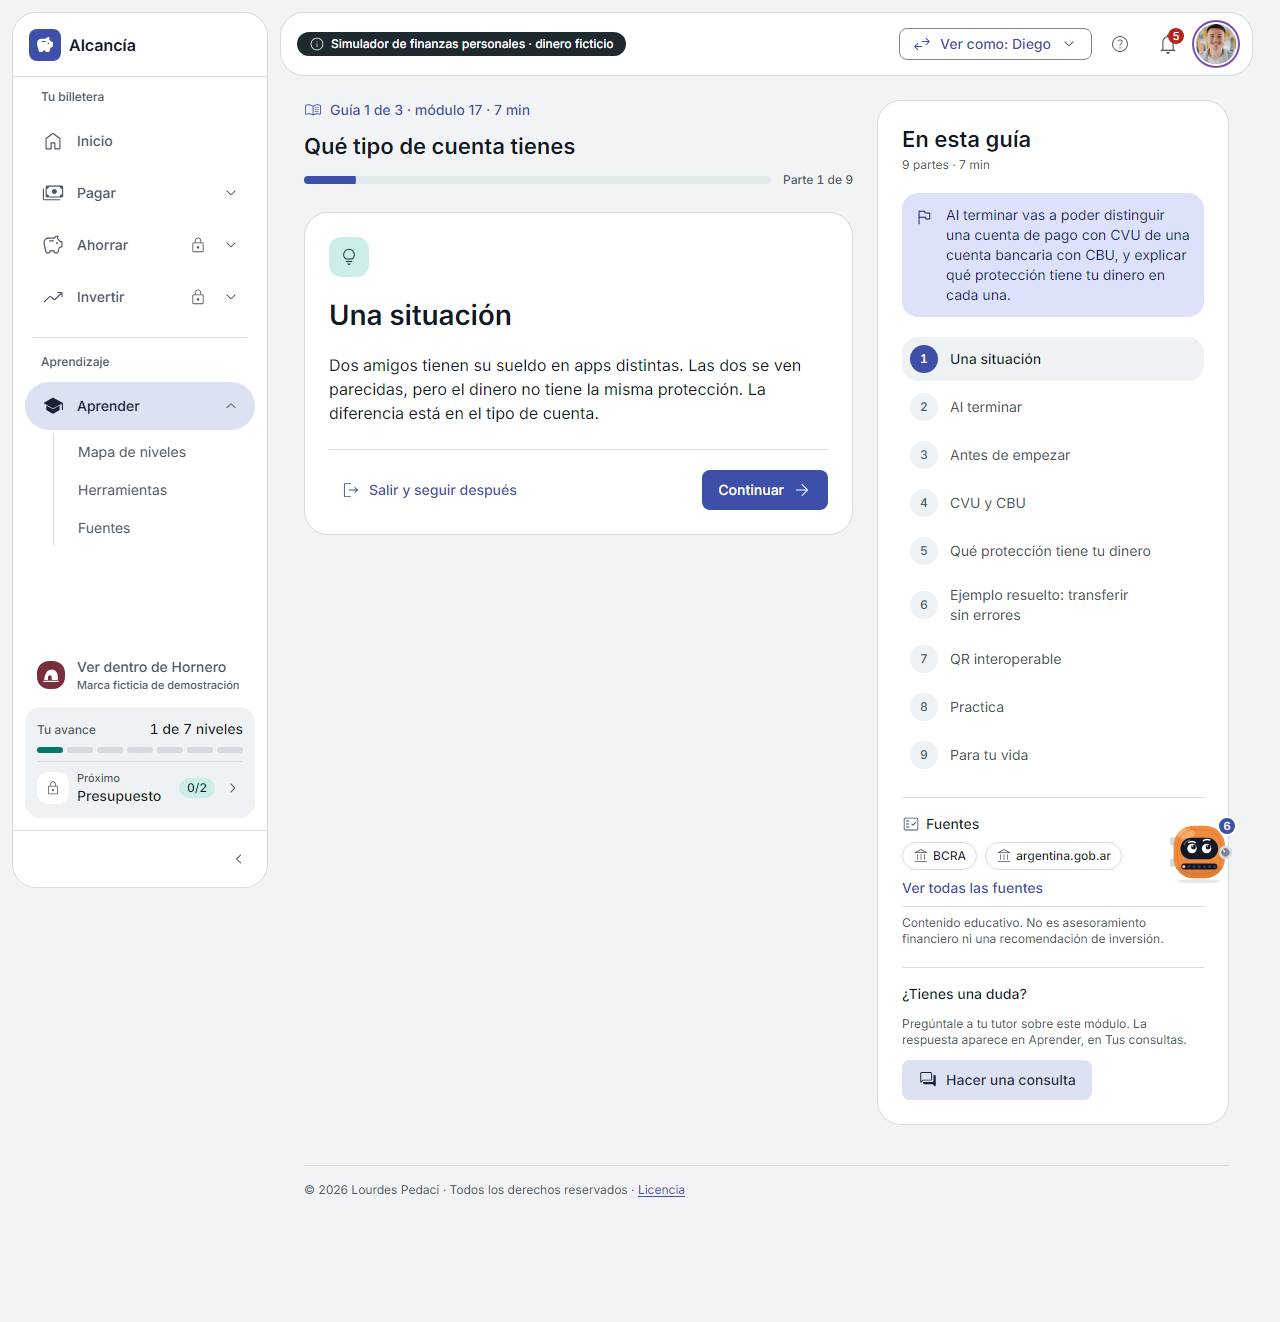 Alcancía
Tu billetera
Inicio
Pagar
Ahorrar
Invertir
Aprendizaje
Aprender
Mapa de niveles
Herramientas
Fuentes
Ver dentro de Hornero
Marca ficticia de demostración
Tu avance
1 de 7 niveles
Próximo
Presupuesto
0/2
Simulador de finanzas personales · dinero ficticio
Ver como: Diego
5
Guía 1 de 3 · módulo 17 · 7 min
Qué tipo de cuenta tienes
Parte 1 de 9
Una situación
Dos amigos tienen su sueldo en apps distintas. Las dos se ven
parecidas, pero el dinero no tiene la misma protección. La
diferencia está en el tipo de cuenta.
Salir y seguir después
Continuar
En esta guía
9 partes · 7 min
Al terminar vas a poder distinguir
una cuenta de pago con CVU de una
cuenta bancaria con CBU, y explicar
qué protección tiene tu dinero en
cada una.
1 Una situación
2 Al terminar
3 Antes de empezar
4 CVU y CBU
5 Qué protección tiene tu dinero
6 Ejemplo resuelto: transferir
sin errores
7 QR interoperable
8 Practica
9 Para tu vida
Fuentes
6
BCRA
argentina.gob.ar
Ver todas las fuentes
Contenido educativo. No es asesoramiento
financiero ni una recomendación de inversión.
¿Tienes una duda?
Pregúntale a tu tutor sobre este módulo. La
respuesta aparece en Aprender, en Tus consultas.
Hacer una consulta
© 2026 Lourdes Pedaci · Todos los derechos reservados · Licencia